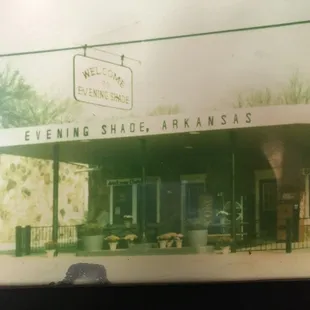 WELCOME
TO
EVENING SHADE
EVENING SHADE, ARKANSAS